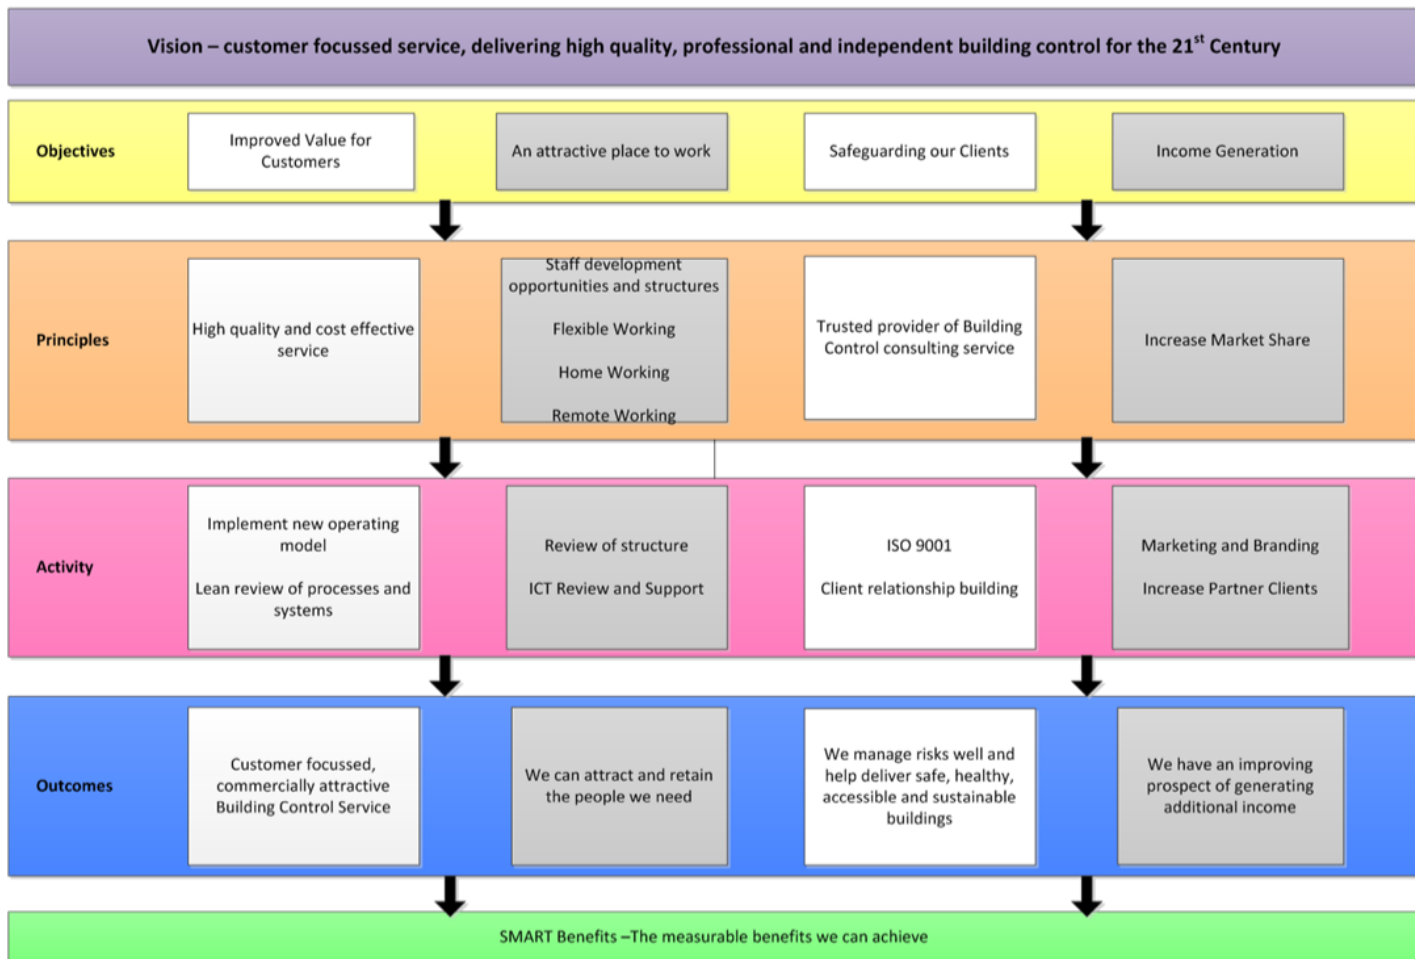 Vision – customer focussed service, delivering high quality, professional and independent building control for the 21st Century
Objectives
Improved Value for
Customers
An attractive place to work
Safeguarding our Clients
Income Generation
Principles
High quality and cost effective
service
Staff development
opportunities and structures
Flexible Working
Home Working
Remote Working
Trusted provider of Building
Control consulting service
Increase Market Share
Activity
Implement new operating
model
Lean review of processes and
systems
Review of structure
ICT Review and Support
ISO 9001
Client relationship building
Marketing and Branding
Increase Partner Clients
Outcomes
Customer focussed,
commercially attractive
Building Control Service
We can attract and retain
the people we need
We manage risks well and
help deliver safe, healthy,
accessible and sustainable
buildings
We have an improving
prospect of generating
additional income
SMART Benefits –The measurable benefits we can achieve